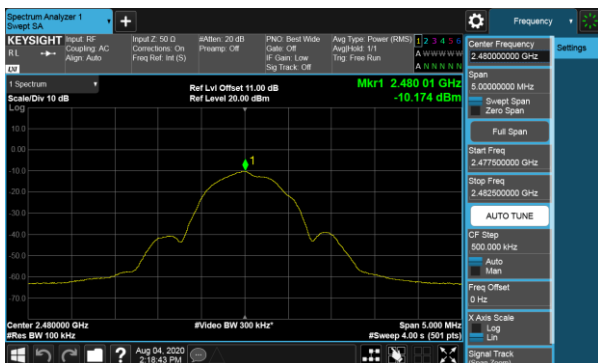 Spectrum Analyzer 1
Swept SA
Frequency
KEYSIGHT
RL
Input: RF
Coupling: AC
Align: Auto
Input Z: 50 Ω
Corrections: On
Freq Ref: Int (S)
#Atten: 20 dB
Preamp: Off
PNO: Best Wide
Gate: Off
IF Gain: Low
Sig Track: Off
Avg Type: Power (RMS)
Avg|Hold: 1/1
Trig: Free Run
1 2 3 4 5 6
A W W W W W
A N N N N N
LXI
1 Spectrum
Scale/Div 10 dB
Log
Ref Lvl Offset 11.00 dB
Ref Level 20.00 dBm
Mkr1 2.480 01 GHz
-10.174 dBm
10.0
0.00
-10.0
-20.0
-30.0
-40.0
-50.0
-60.0
-70.0
1
Center 2.480000 GHz
#Res BW 100 kHz
#Video BW 300 kHz*
Span 5.000 MHz
#Sweep 4.00 s (501 pts)
Aug 04, 2020
2:18:43 PM
Center Frequency
2.480000000 GHz
Settings
Span
5.00000000 MHz
Swept Span
Zero Span
Full Span
Start Freq
2.477500000 GHz
Stop Freq
2.482500000 GHz
AUTO TUNE
CF Step
500.000 kHz
Auto
Man
Freq Offset
0 Hz
X Axis Scale
Log
Lin
Signal Track
(Span Zoom)